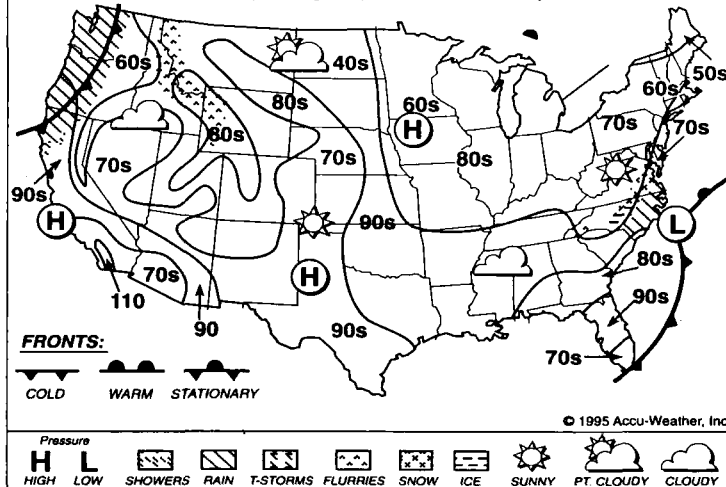 60s
40s
50s
60s
80s
60s
H
70s
70s
80s
70s
70s
80s
90s
90s
H
L
H
80s
70s
110
90
90s
90s
70s
FRONTS:
COLD WARM STATIONARY
© 1995 Accu-Weather, Inc
Pressure
H L
HIGH LOW SHOWERS RAIN T-STORMS FLURRIES SNOW ICE SUNNY PT. CLOUDY CLOUDY